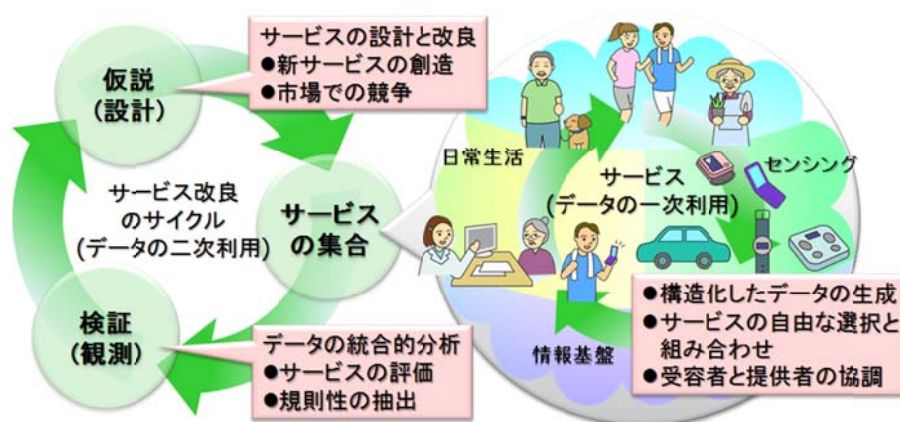 サービスの設計と改良
●新サービスの創造
●市場での競争
仮説
(設計)
サービス改良
のサイクル
(データの二次利用)
サービス
の集合
検証
(観測)
データの統合的分析
●サービスの評価
●規則性の抽出
日常生活
サービス
(データの一次利用)
センシング
情報基盤
●構造化したデータの生成
●サービスの自由な選択と
組み合わせ
●受容者と提供者の協調